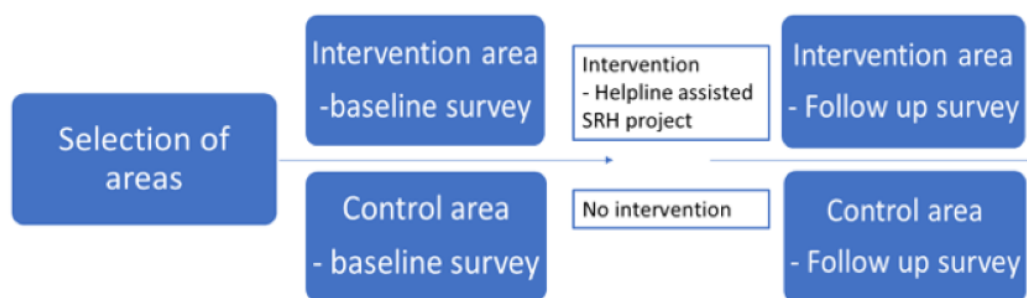 Selection of
areas
Intervention area
-baseline survey
Control area
- baseline survey
Intervention
- Helpline assisted
SRH project
No intervention
Intervention area
- Follow up survey
Control area
- Follow up survey